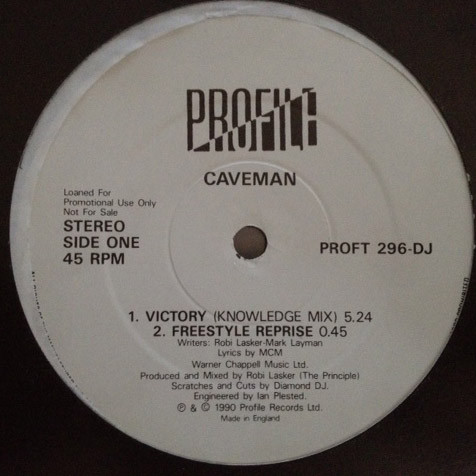 PROFILE
CAVEMAN
Loaned For
Promotional Use Only
Not For Sale
STEREO
SIDE ONE
45 RPM
PROFT 296-DJ
1. VICTORY (KNOWLEDGE MIX) 5.24
2. FREESTYLE REPRISE 0.45
Writers: Robi Lasker-Mark Layman
Lyrics by MCM
Warner Chappell Music Ltd.
Produced and Mixed by Robi Lasker (The Principle)
Scratches and Cuts by Diamond DJ.
Engineered by Ian Plested.
℗ & © 1990 Profile Records Ltd.
Made in England